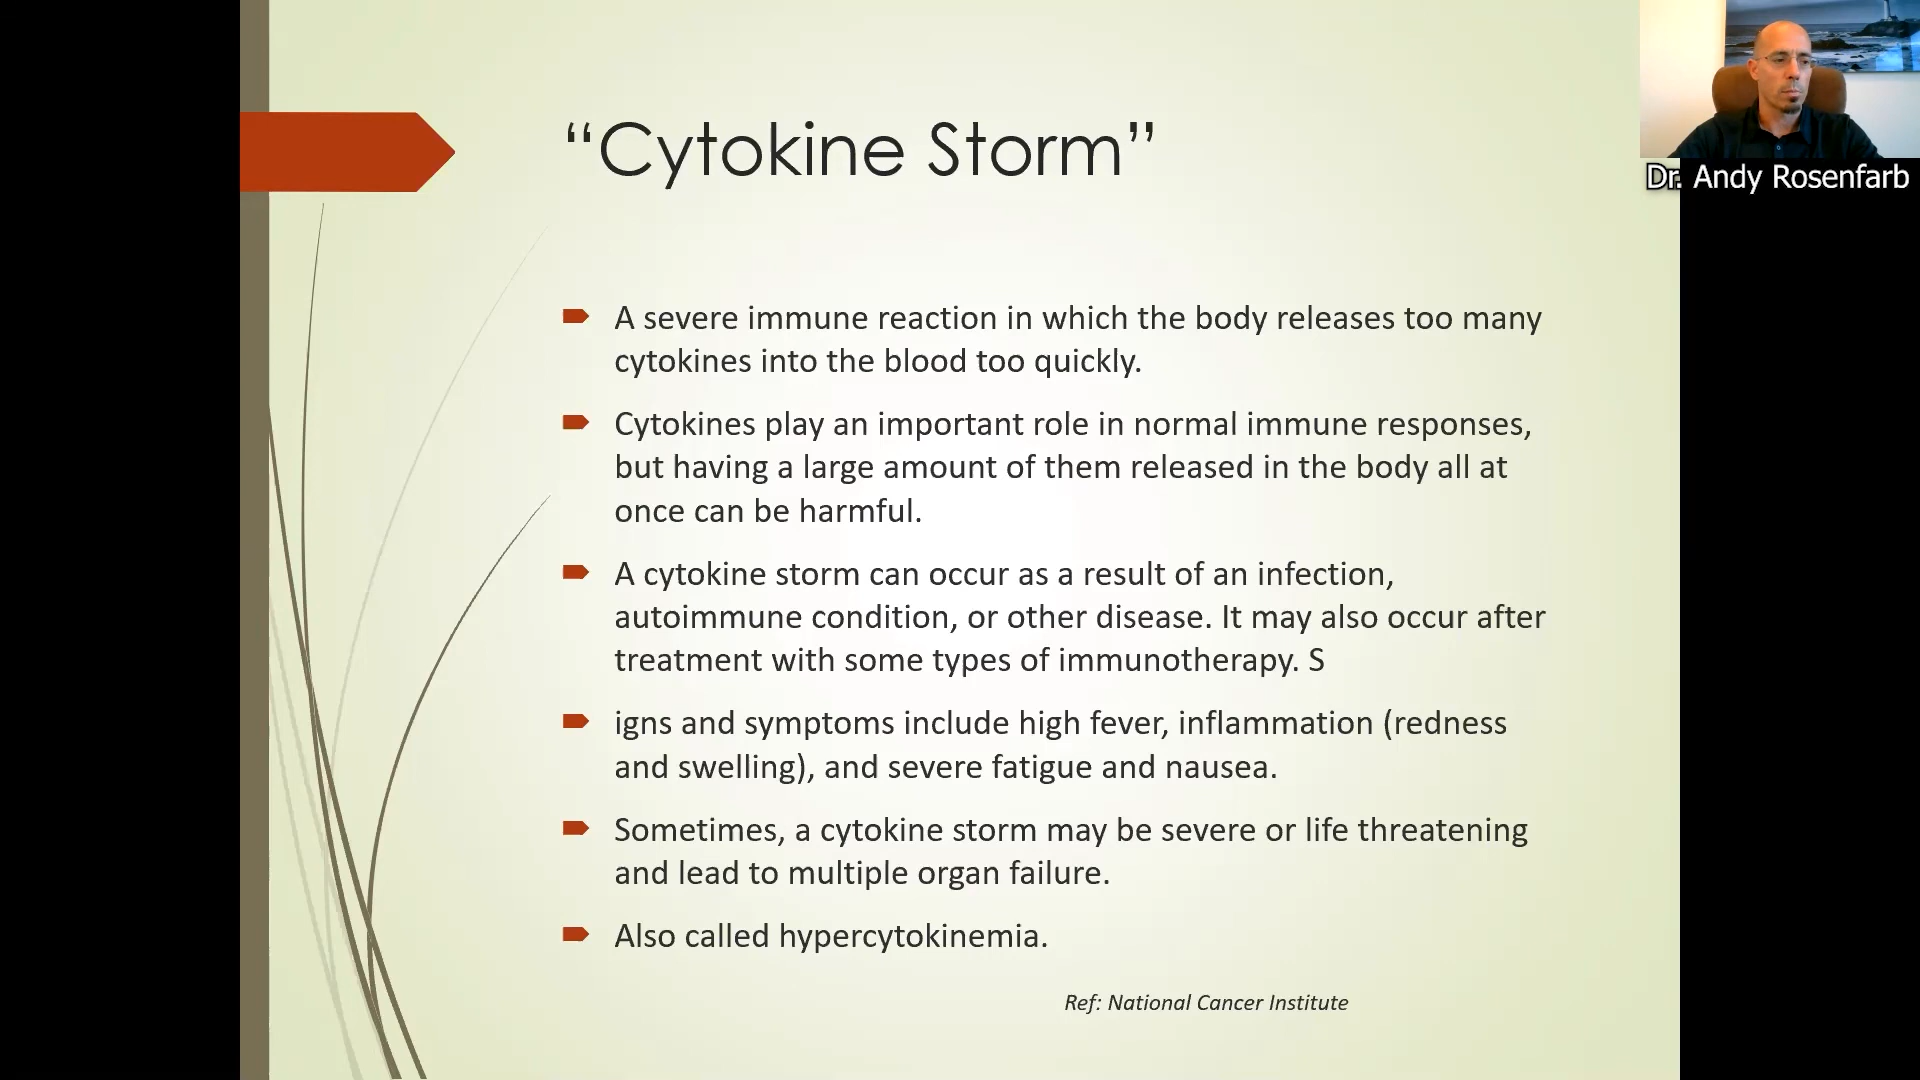 “Cytokine Storm”
Dr. Andy Rosenfarb
A severe immune reaction in which the body releases too many
cytokines into the blood too quickly.
Cytokines play an important role in normal immune responses,
but having a large amount of them released in the body all at
once can be harmful.
A cytokine storm can occur as a result of an infection,
autoimmune condition, or other disease. It may also occur after
treatment with some types of immunotherapy. S
igns and symptoms include high fever, inflammation (redness
and swelling), and severe fatigue and nausea.
Sometimes, a cytokine storm may be severe or life threatening
and lead to multiple organ failure.
Also called hypercytokinemia.
Ref: National Cancer Institute